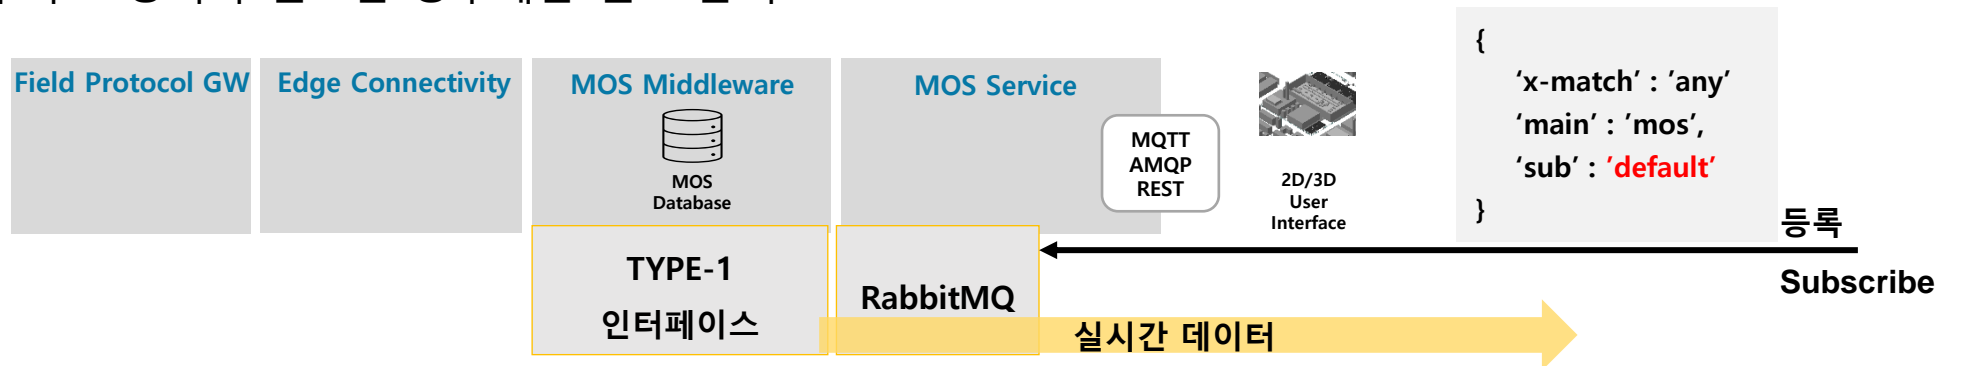 Field Protocol GW
Edge Connectivity
MOS Middleware
MOS
Database
MOS Service
MQTT
AMQP
REST
2D/3D
User
Interface
{
‘x-match’ : ’any’
‘main’ : ’mos’,
‘sub’ : ’default’
}
등록
Subscribe
TYPE-1
인터페이스
RabbitMQ
실시간 데이터